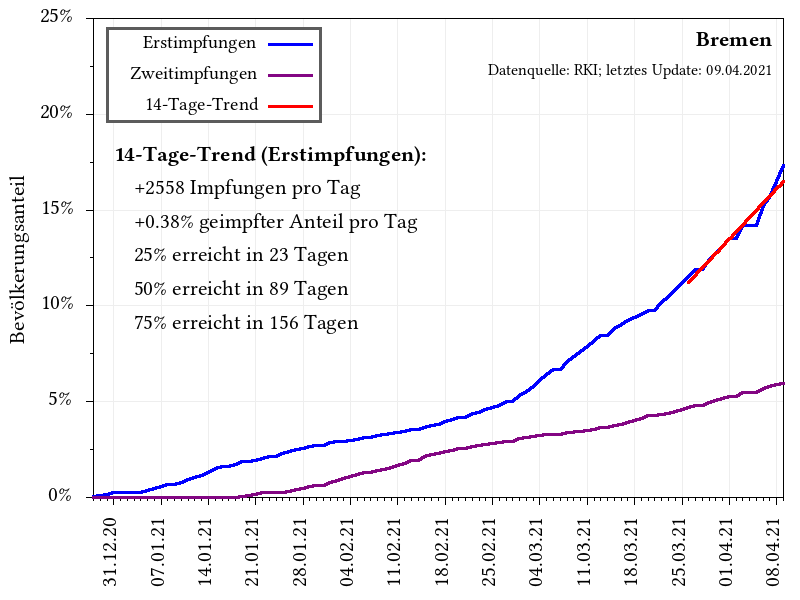 25%
20%
15%
10%
5%
0%
Bevölkerungsanteil
Erstimpfungen
Zweitimpfungen
14-Tage-Trend
Bremen
Datenquelle: RKI; letztes Update: 09.04.2021
14-Tage-Trend (Erstimpfungen):
+2558 Impfungen pro Tag
+0.38% geimpfter Anteil pro Tag
25% erreicht in 23 Tagen
50% erreicht in 89 Tagen
75% erreicht in 156 Tagen
31.12.20
07.01.21
14.01.21
21.01.21
28.01.21
04.02.21
11.02.21
18.02.21
25.02.21
04.03.21
11.03.21
18.03.21
25.03.21
01.04.21
08.04.21